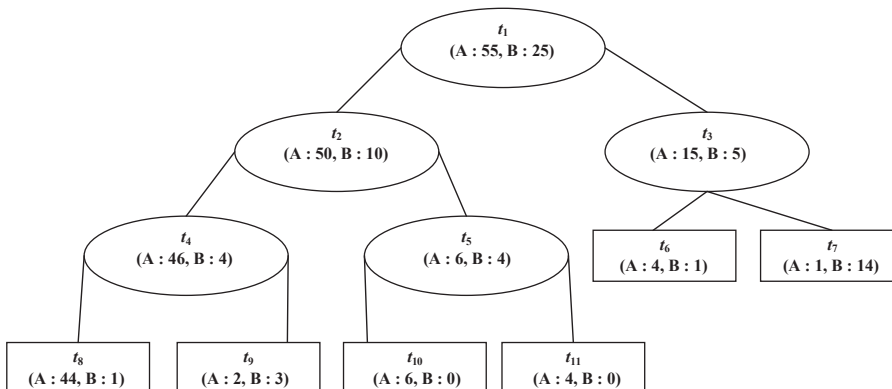 t₁
(A : 55, B : 25)
t₂
(A : 50, B : 10)
t₃
(A : 15, B : 5)
t₄
(A : 46, B : 4)
t₅
(A : 6, B : 4)
t₆
(A : 4, B : 1)
t₇
(A : 1, B : 14)
t₈
(A : 44, B : 1)
t₉
(A : 2, B : 3)
t₁₀
(A : 6, B : 0)
t₁₁
(A : 4, B : 0)